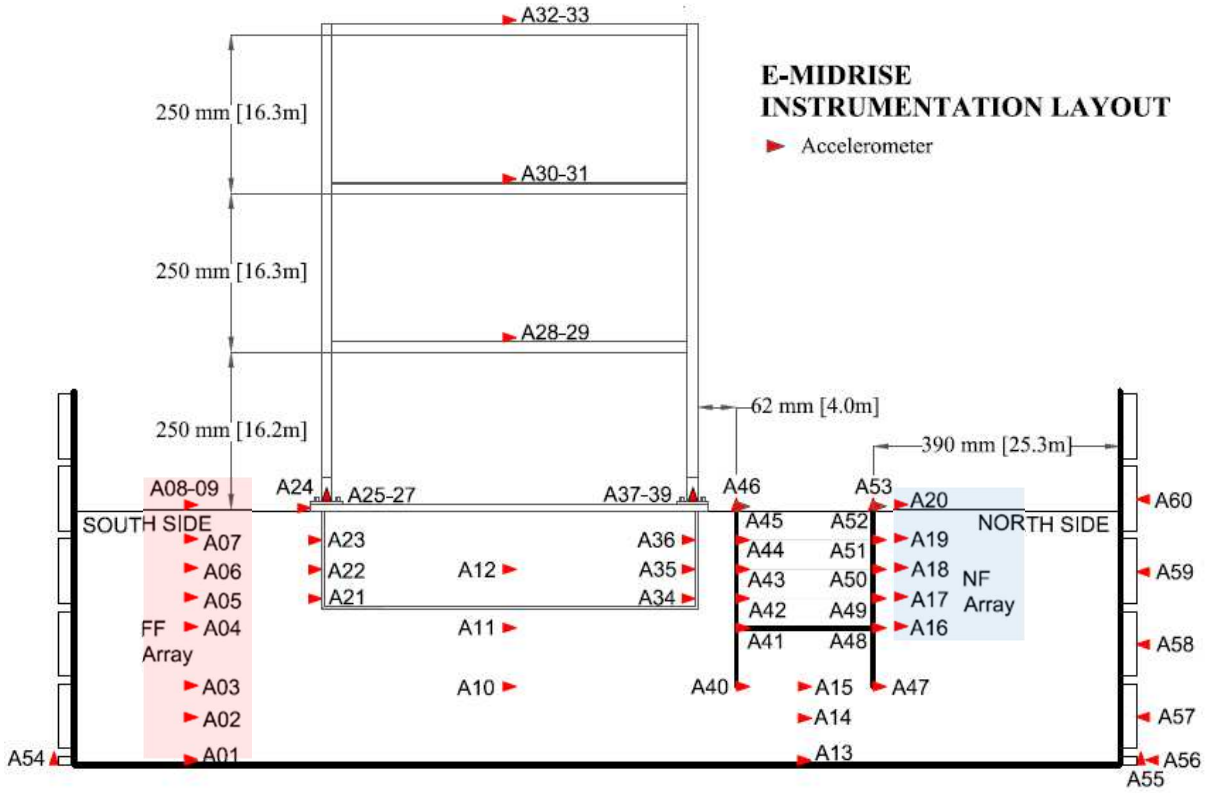 A32-33
E-MIDRISE
INSTRUMENTATION LAYOUT
Accelerometer
250 mm [16.3m]
A30-31
250 mm [16.3m]
A28-29
250 mm [16.2m]
62 mm [4.0m]
390 mm [25.3m]
A08-09
A24
A25-27
A37-39
A46
A53
A20
A60
SOUTH SIDE
A45
A52
NORTH SIDE
A07
A23
A36
A44
A51
A19
A06
A22
A12
A35
A43
A50
A18
NF
Array
A59
A05
A21
A34
A42
A49
A17
FF
Array
A04
A11
A41
A48
A16
A58
A03
A10
A40
A15
A47
A02
A14
A57
A54
A01
A13
A56
A55